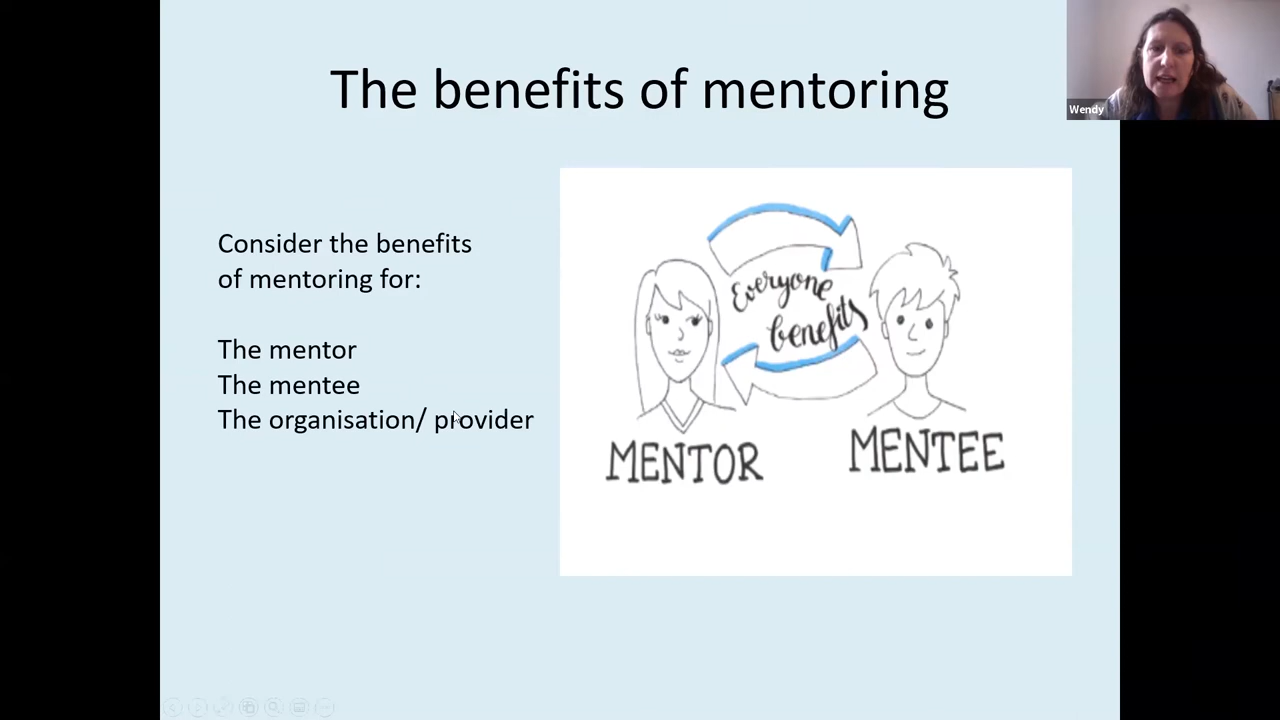 The benefits of mentoring
Wendy
Consider the benefits
of mentoring for:
The mentor
The mentee
The organisation/ provider
Everyone
benefits
MENTOR
MENTEE